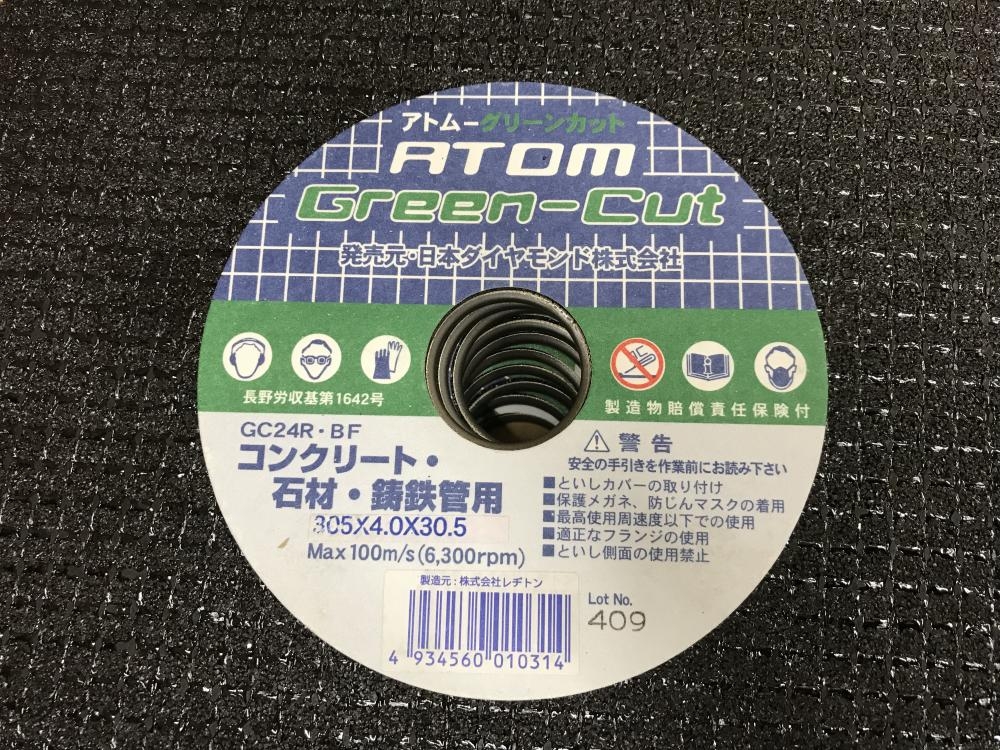 アトムーグリーンカット
ATOM
Green-Cut
発売元・日本ダイヤモンド株式会社
長野労収基第1642号
製造物賠償責任保険付
GC24R・BF
コンクリート・
石材・鋳鉄管用
305X4.0X30.5
Max100m/s(6,300rpm)
製造元:株式会社レヂトン
4 934560 010314
警告
安全の手引きを作業前にお読み下さい
■といしカバーの取り付け
■保護メガネ、防じんマスクの着用
■最高使用周速度以下での使用
■適正なフランジの使用
■といし側面の使用禁止
Lot No.
409